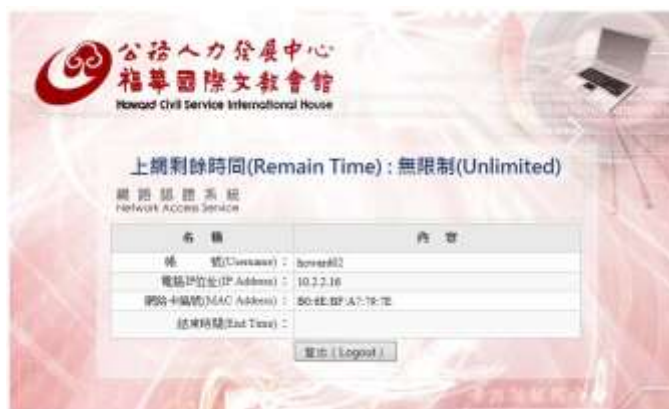 公務人力發展中心
福華國際文教會館
Howard Civil Service International House
上網剩餘時間(Remain Time) : 無限制(Unlimited)
網路認證系統
Network Access Service
名 稱 內 容
帳 號(Username) : howard02
電腦IP位址(IP Address) : 10.2.2.16
網路卡編號(MAC Address) :
結束時間(End Time) :
登出 ( Logout )